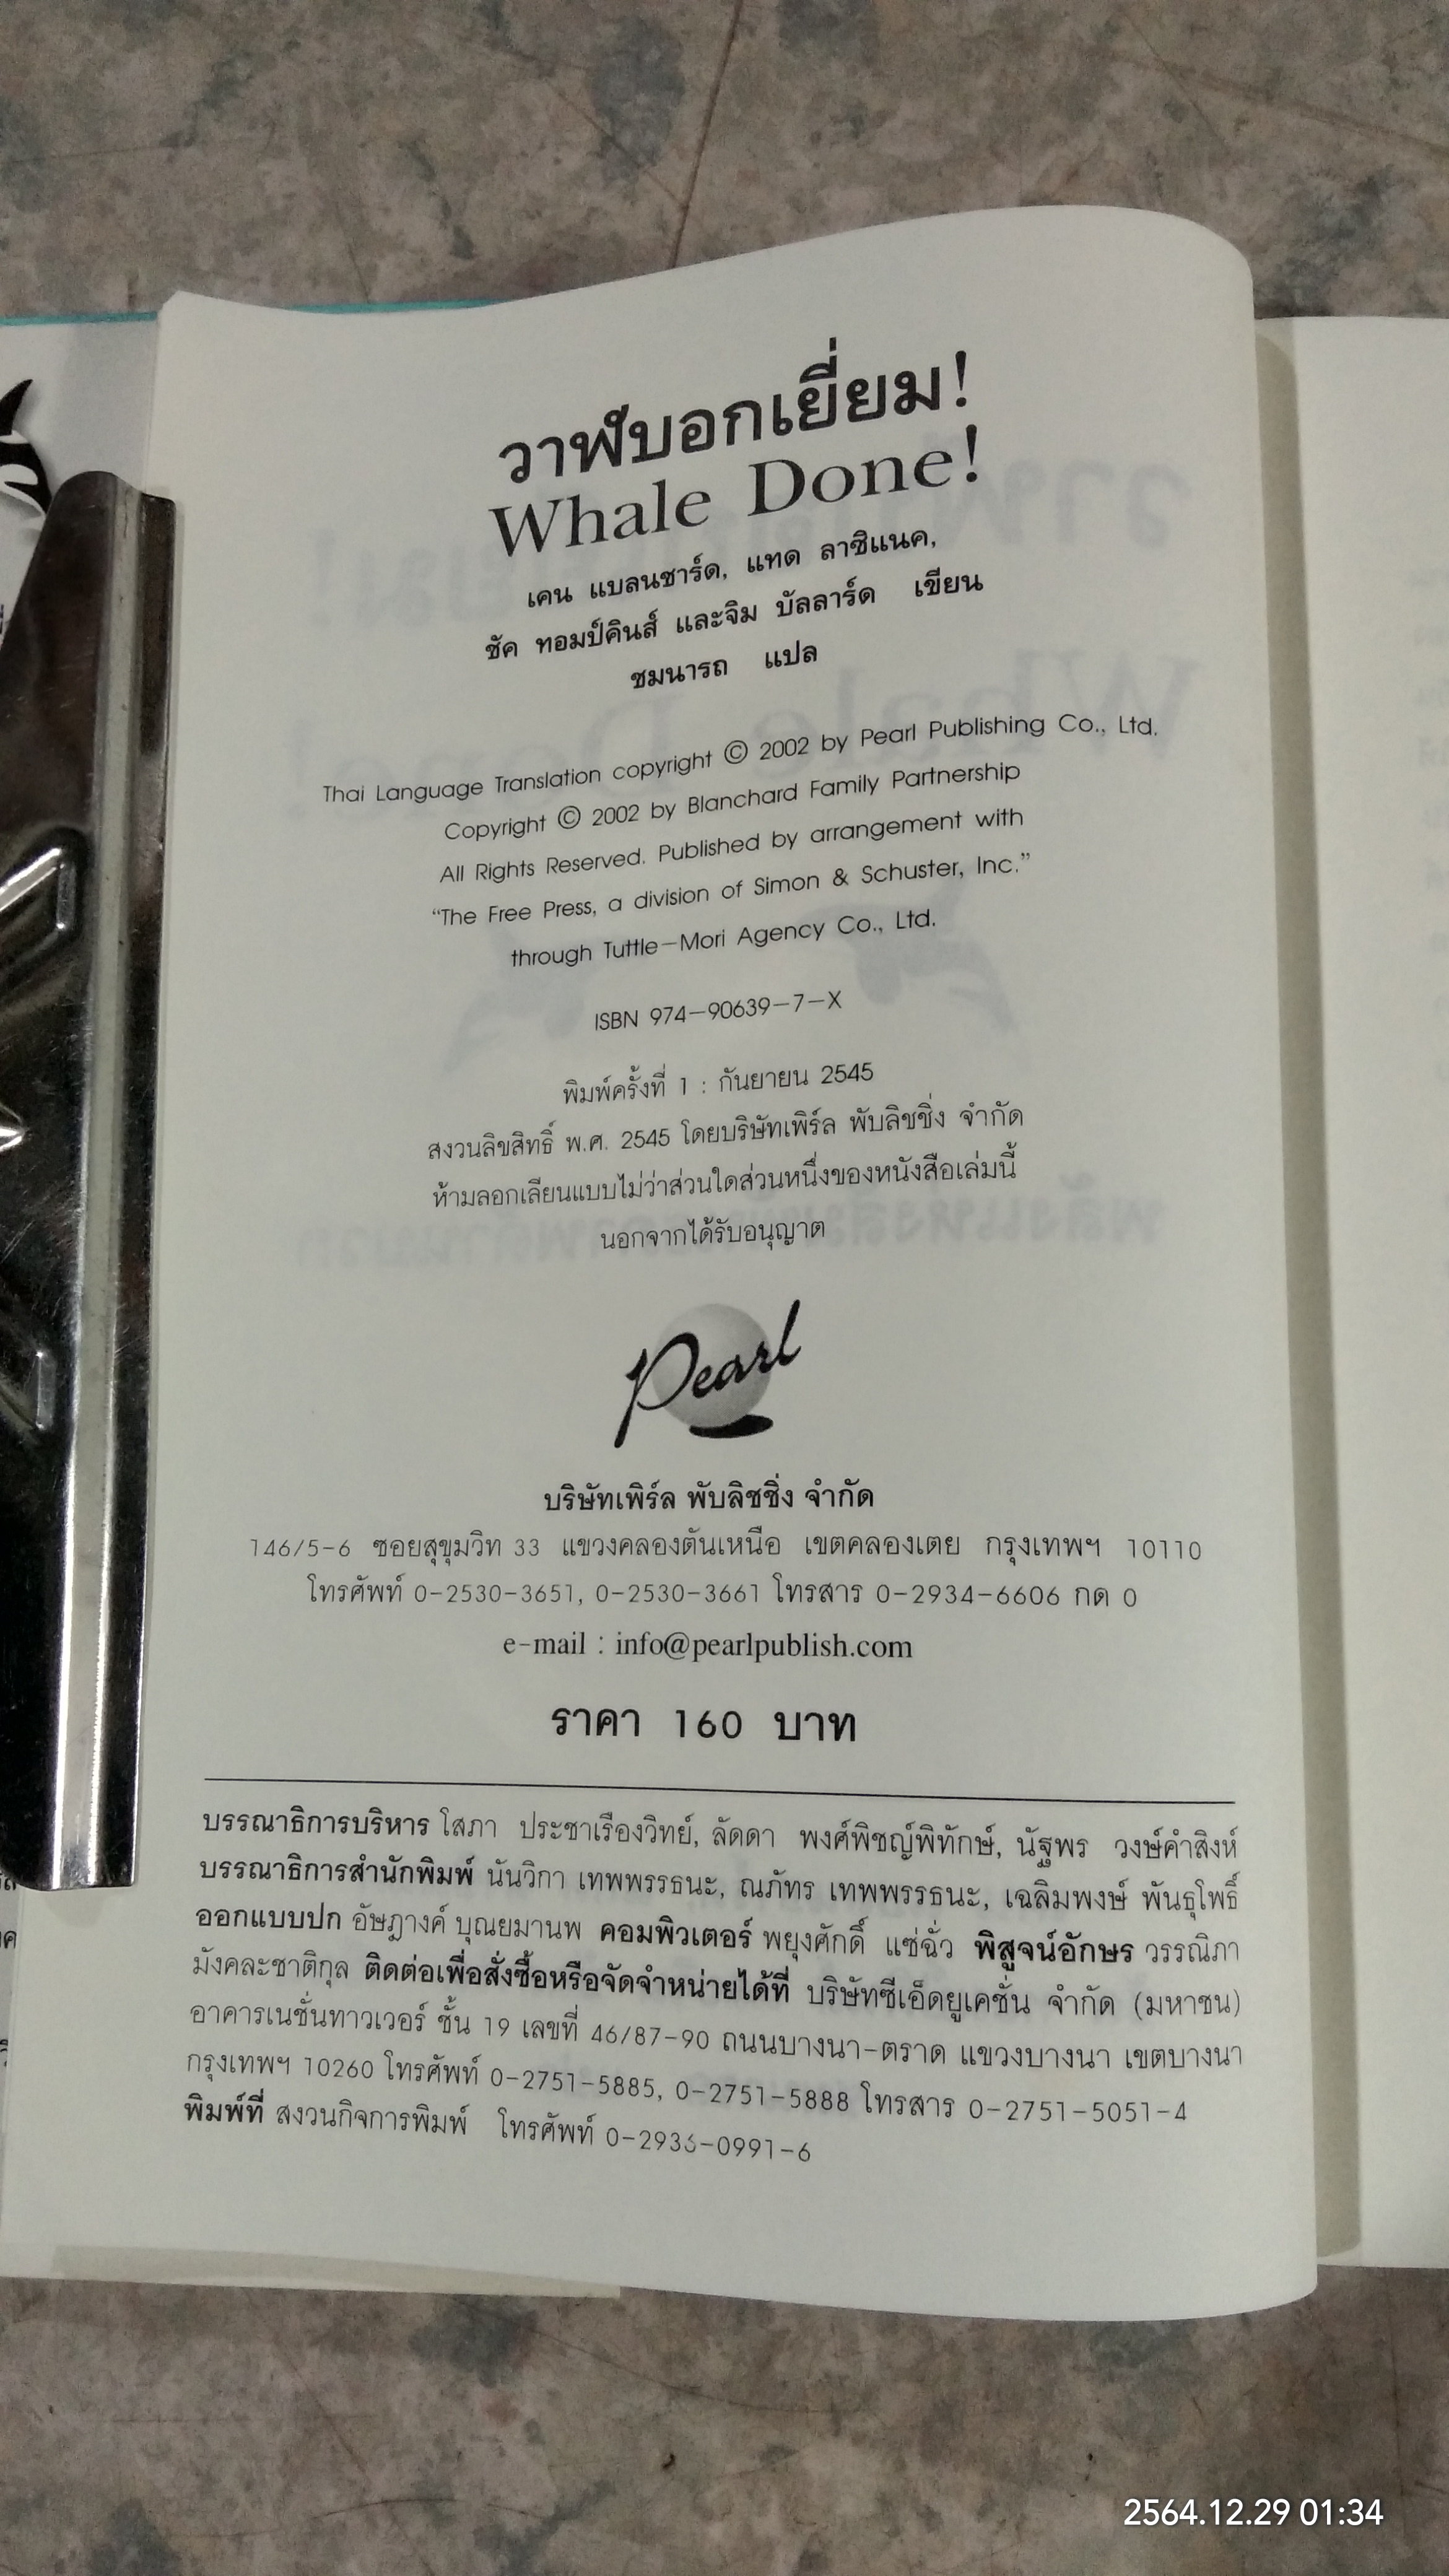 วาฬบอกเยี่ยม!
Whale Done!
เคน แบลนชาร์ด, แทด ลาซิแนค,
ชัค ทอมป์คินส์ และจิม บัลลาร์ด เขียน
ชมนารถ แปล
Thai Language Translation copyright © 2002 by Pearl Publishing Co., Ltd.
Copyright © 2002 by Blanchard Family Partnership
All Rights Reserved. Published by arrangement with
“The Free Press, a division of Simon & Schuster, Inc.”
through Tuttle–Mori Agency Co., Ltd.
ISBN 974–90639–7–X
พิมพ์ครั้งที่ 1 : กันยายน 2545
สงวนลิขสิทธิ์ พ.ศ. 2545 โดยบริษัทเพิร์ล พับลิชชิ่ง จำกัด
ห้ามลอกเลียนแบบไม่ว่าส่วนใดส่วนหนึ่งของหนังสือเล่มนี้
นอกจากได้รับอนุญาต
Pearl
บริษัทเพิร์ล พับลิชชิ่ง จำกัด
146/5-6 ซอยสุขุมวิท 33 แขวงคลองตันเหนือ เขตคลองเตย กรุงเทพฯ 10110
โทรศัพท์ 0-2530-3651, 0-2530-3661 โทรสาร 0-2934-6606 กด 0
e-mail : info@pearlpublish.com
ราคา 160 บาท
บรรณาธิการบริหาร โสภา ประชาเรืองวิทย์, ลัดดา พงศ์พิชญ์พิทักษ์, นัฐพร วงษ์คำสิงห์
บรรณาธิการสำนักพิมพ์ นันวิกา เทพพรรธนะ, ณภัทร เทพพรรธนะ, เฉลิมพงษ์ พันธุโพธิ์
ออกแบบปก อัษฎางค์ บุณยมานพ คอมพิวเตอร์ พยุงศักดิ์ แซ่ฉั่ว พิสูจน์อักษร วรรณิภา
มังคละชาติกุล ติดต่อเพื่อสั่งซื้อหรือจัดจำหน่ายได้ที่ บริษัทซีเอ็ดยูเคชั่น จำกัด (มหาชน)
อาคารเนชั่นทาวเวอร์ ชั้น 19 เลขที่ 46/87-90 ถนนบางนา-ตราด แขวงบางนา เขตบางนา
กรุงเทพฯ 10260 โทรศัพท์ 0-2751-5885, 0-2751-5888 โทรสาร 0-2751-5051-4
พิมพ์ที่ สงวนกิจการพิมพ์ โทรศัพท์ 0-2936-0991-6
2564.12.29 01:34